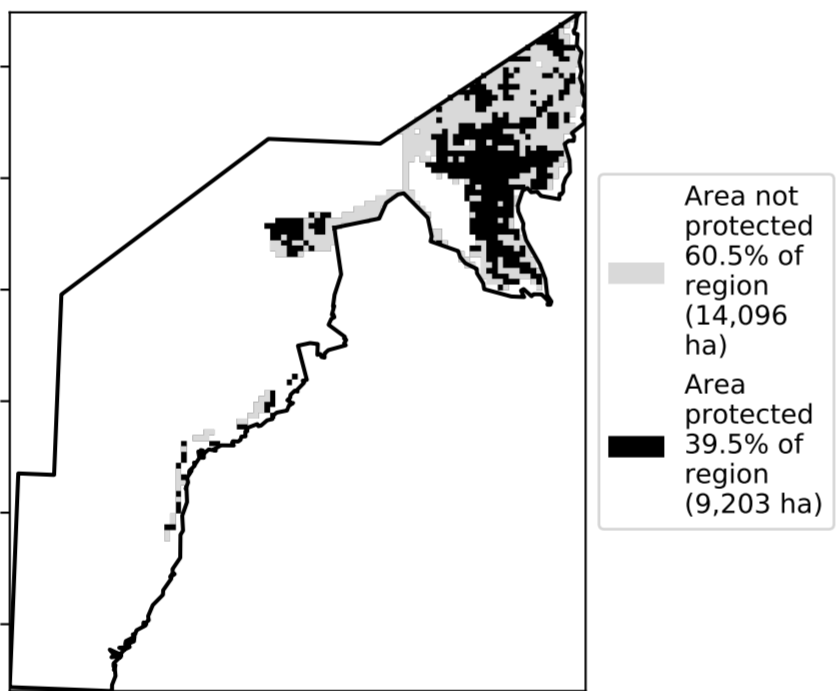 Area not
protected
60.5% of
region
(14,096
ha)
Area
protected
39.5% of
region
(9,203 ha)